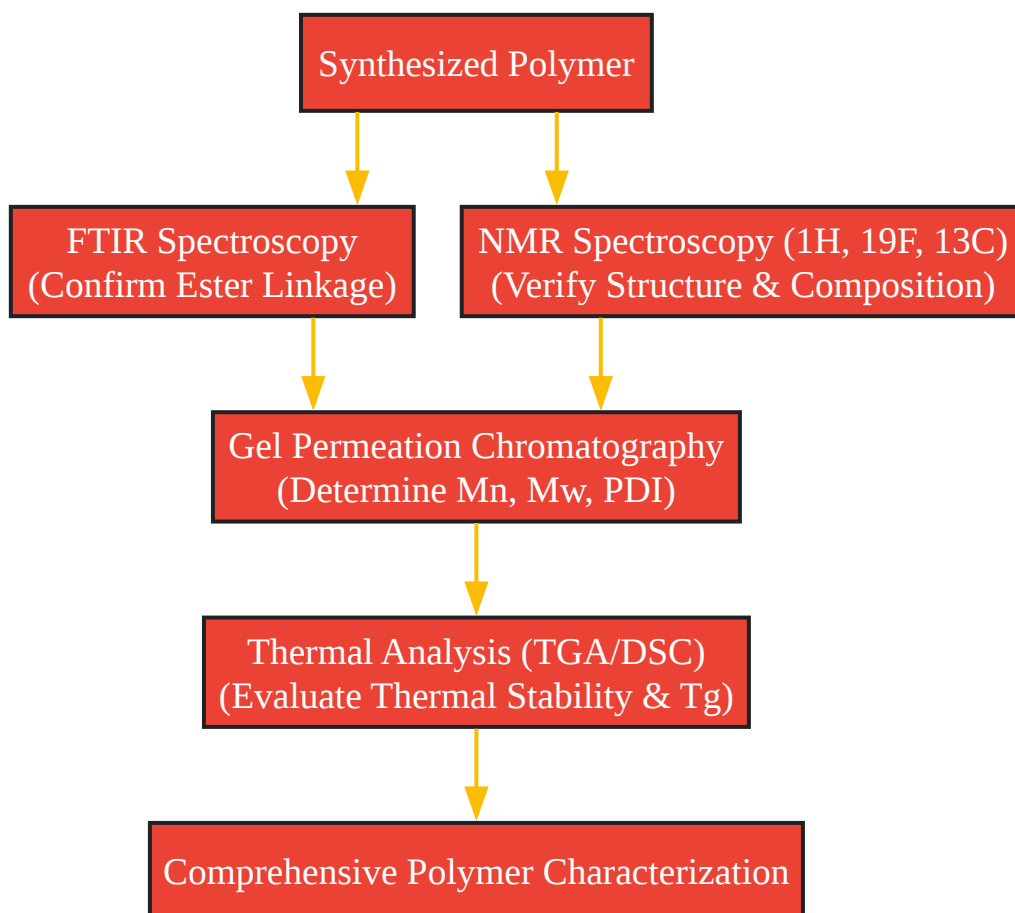 Synthesized Polymer
FTIR Spectroscopy
(Confirm Ester Linkage)
NMR Spectroscopy (1H, 19F, 13C)
(Verify Structure & Composition)
Gel Permeation Chromatography
(Determine Mn, Mw, PDI)
Thermal Analysis (TGA/DSC)
(Evaluate Thermal Stability & Tg)
Comprehensive Polymer Characterization